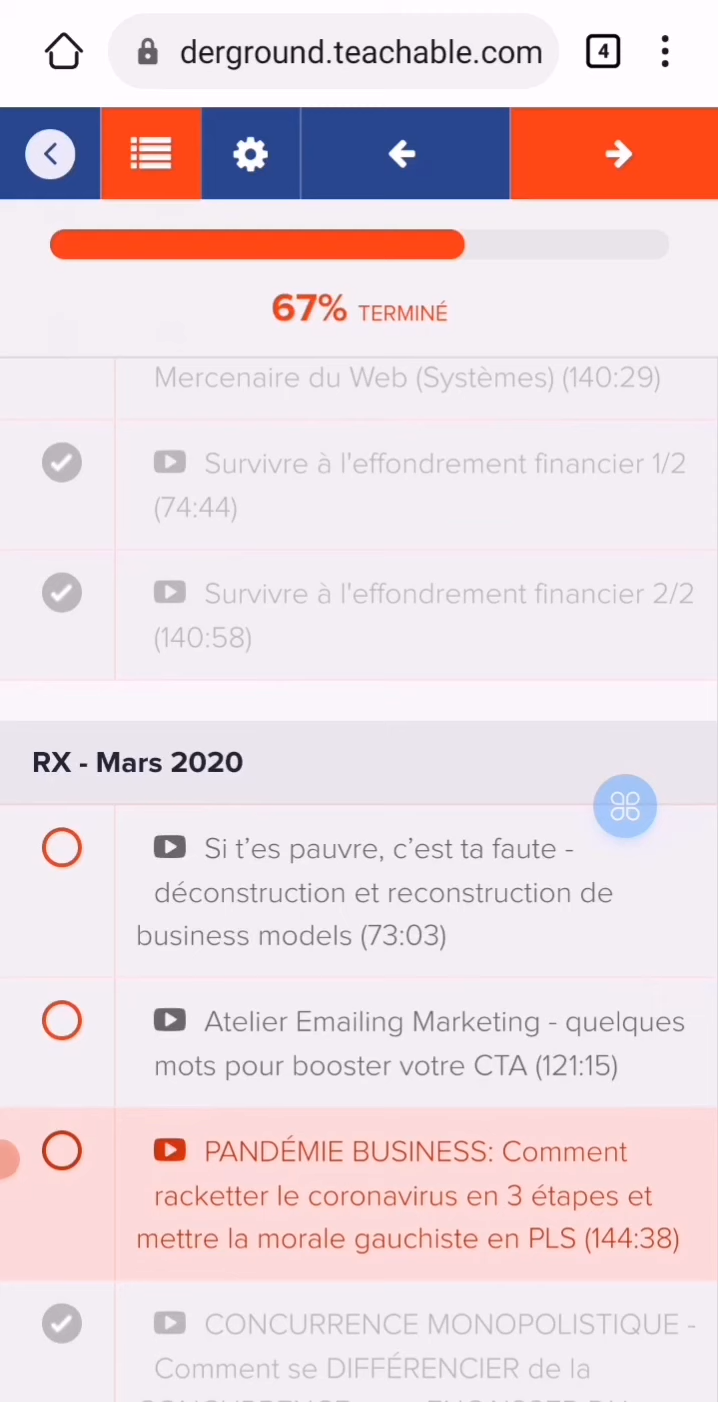 derground.teachable.com
4
67% TERMINÉ
Mercenaire du Web (Systèmes) (140:29)
Survivre à l'effondrement financier 1/2
(74:44)
Survivre à l'effondrement financier 2/2
(140:58)
RX - Mars 2020
Si t’es pauvre, c’est ta faute -
déconstruction et reconstruction de
business models (73:03)
Atelier Emailing Marketing - quelques
mots pour booster votre CTA (121:15)
PANDÉMIE BUSINESS: Comment
racketter le coronavirus en 3 étapes et
mettre la morale gauchiste en PLS (144:38)
CONCURRENCE MONOPOLISTIQUE -
Comment se DIFFÉRENCIER de la